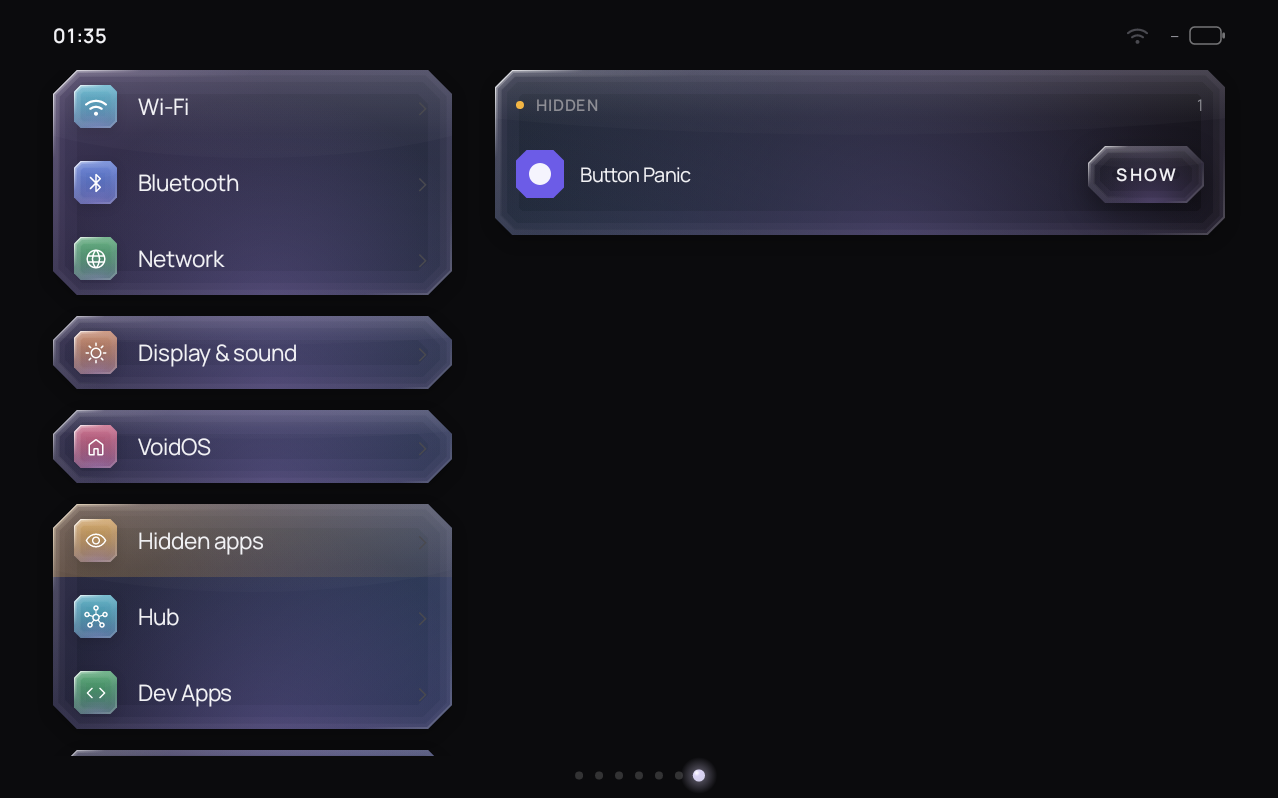 01:35
–
Wi-Fi
Bluetooth
Network
Display & sound
VoidOS
Hidden apps
Hub
Dev Apps
HIDDEN 1
Button Panic SHOW